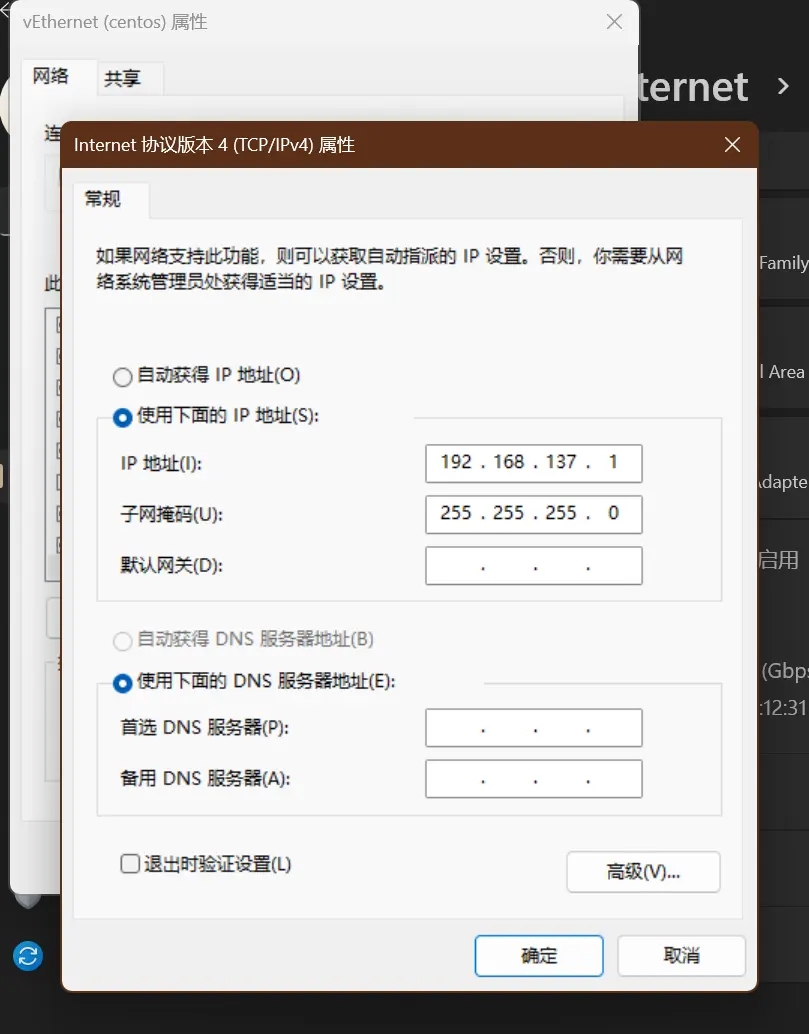 vEthernet (centos) 属性
网络
共享
ternet
连
Internet 协议版本 4 (TCP/IPv4) 属性
常规
如果网络支持此功能，则可以获取自动指派的 IP 设置。否则，你需要从网
络系统管理员处获得适当的 IP 设置。
Family
此
自动获得 IP 地址(O)
l Area
使用下面的 IP 地址(S):
IP 地址(I):
192 . 168 . 137 . 1
dapte
子网掩码(U):
255 . 255 . 255 . 0
默认网关(D):
. . .
启用
自动获得 DNS 服务器地址(B)
使用下面的 DNS 服务器地址(E):
(Gbps
:12:31
首选 DNS 服务器(P):
. . .
备用 DNS 服务器(A):
. . .
退出时验证设置(L)
高级(V)...
确定
取消